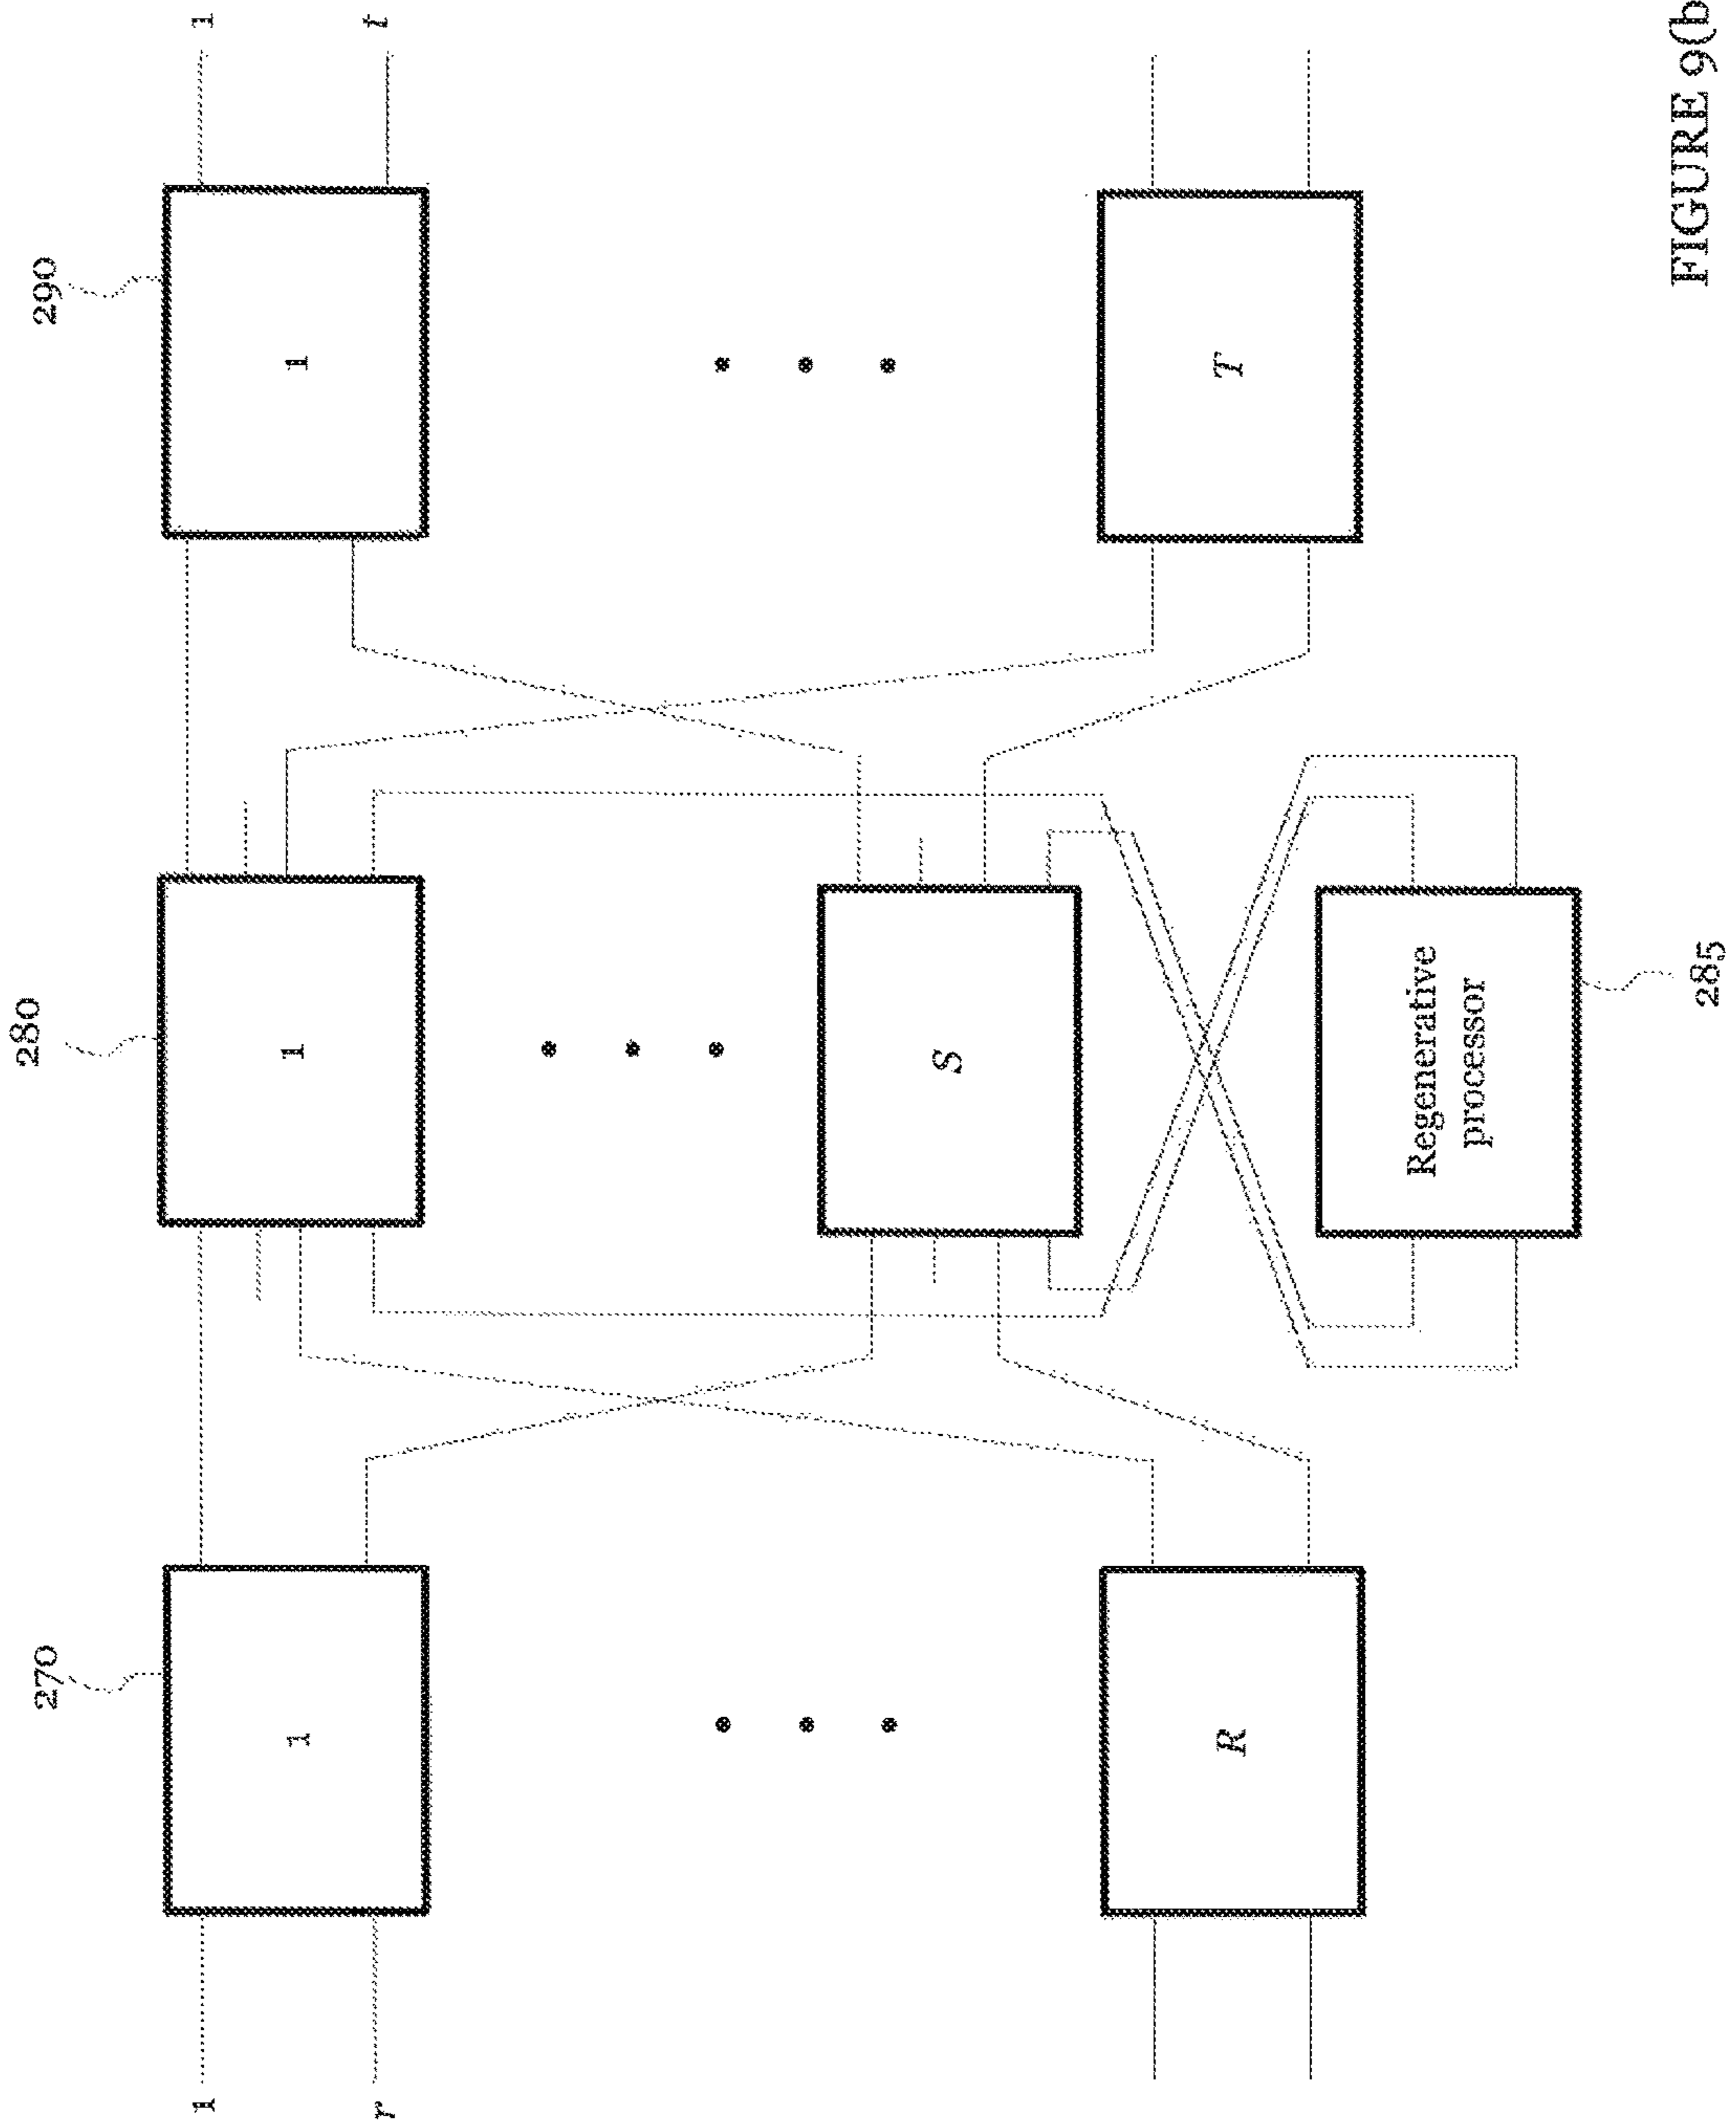 270
280
290
1
1
1
1
1
r
t
S
R
T
Regenerative
processor
285
FIGURE 9(b